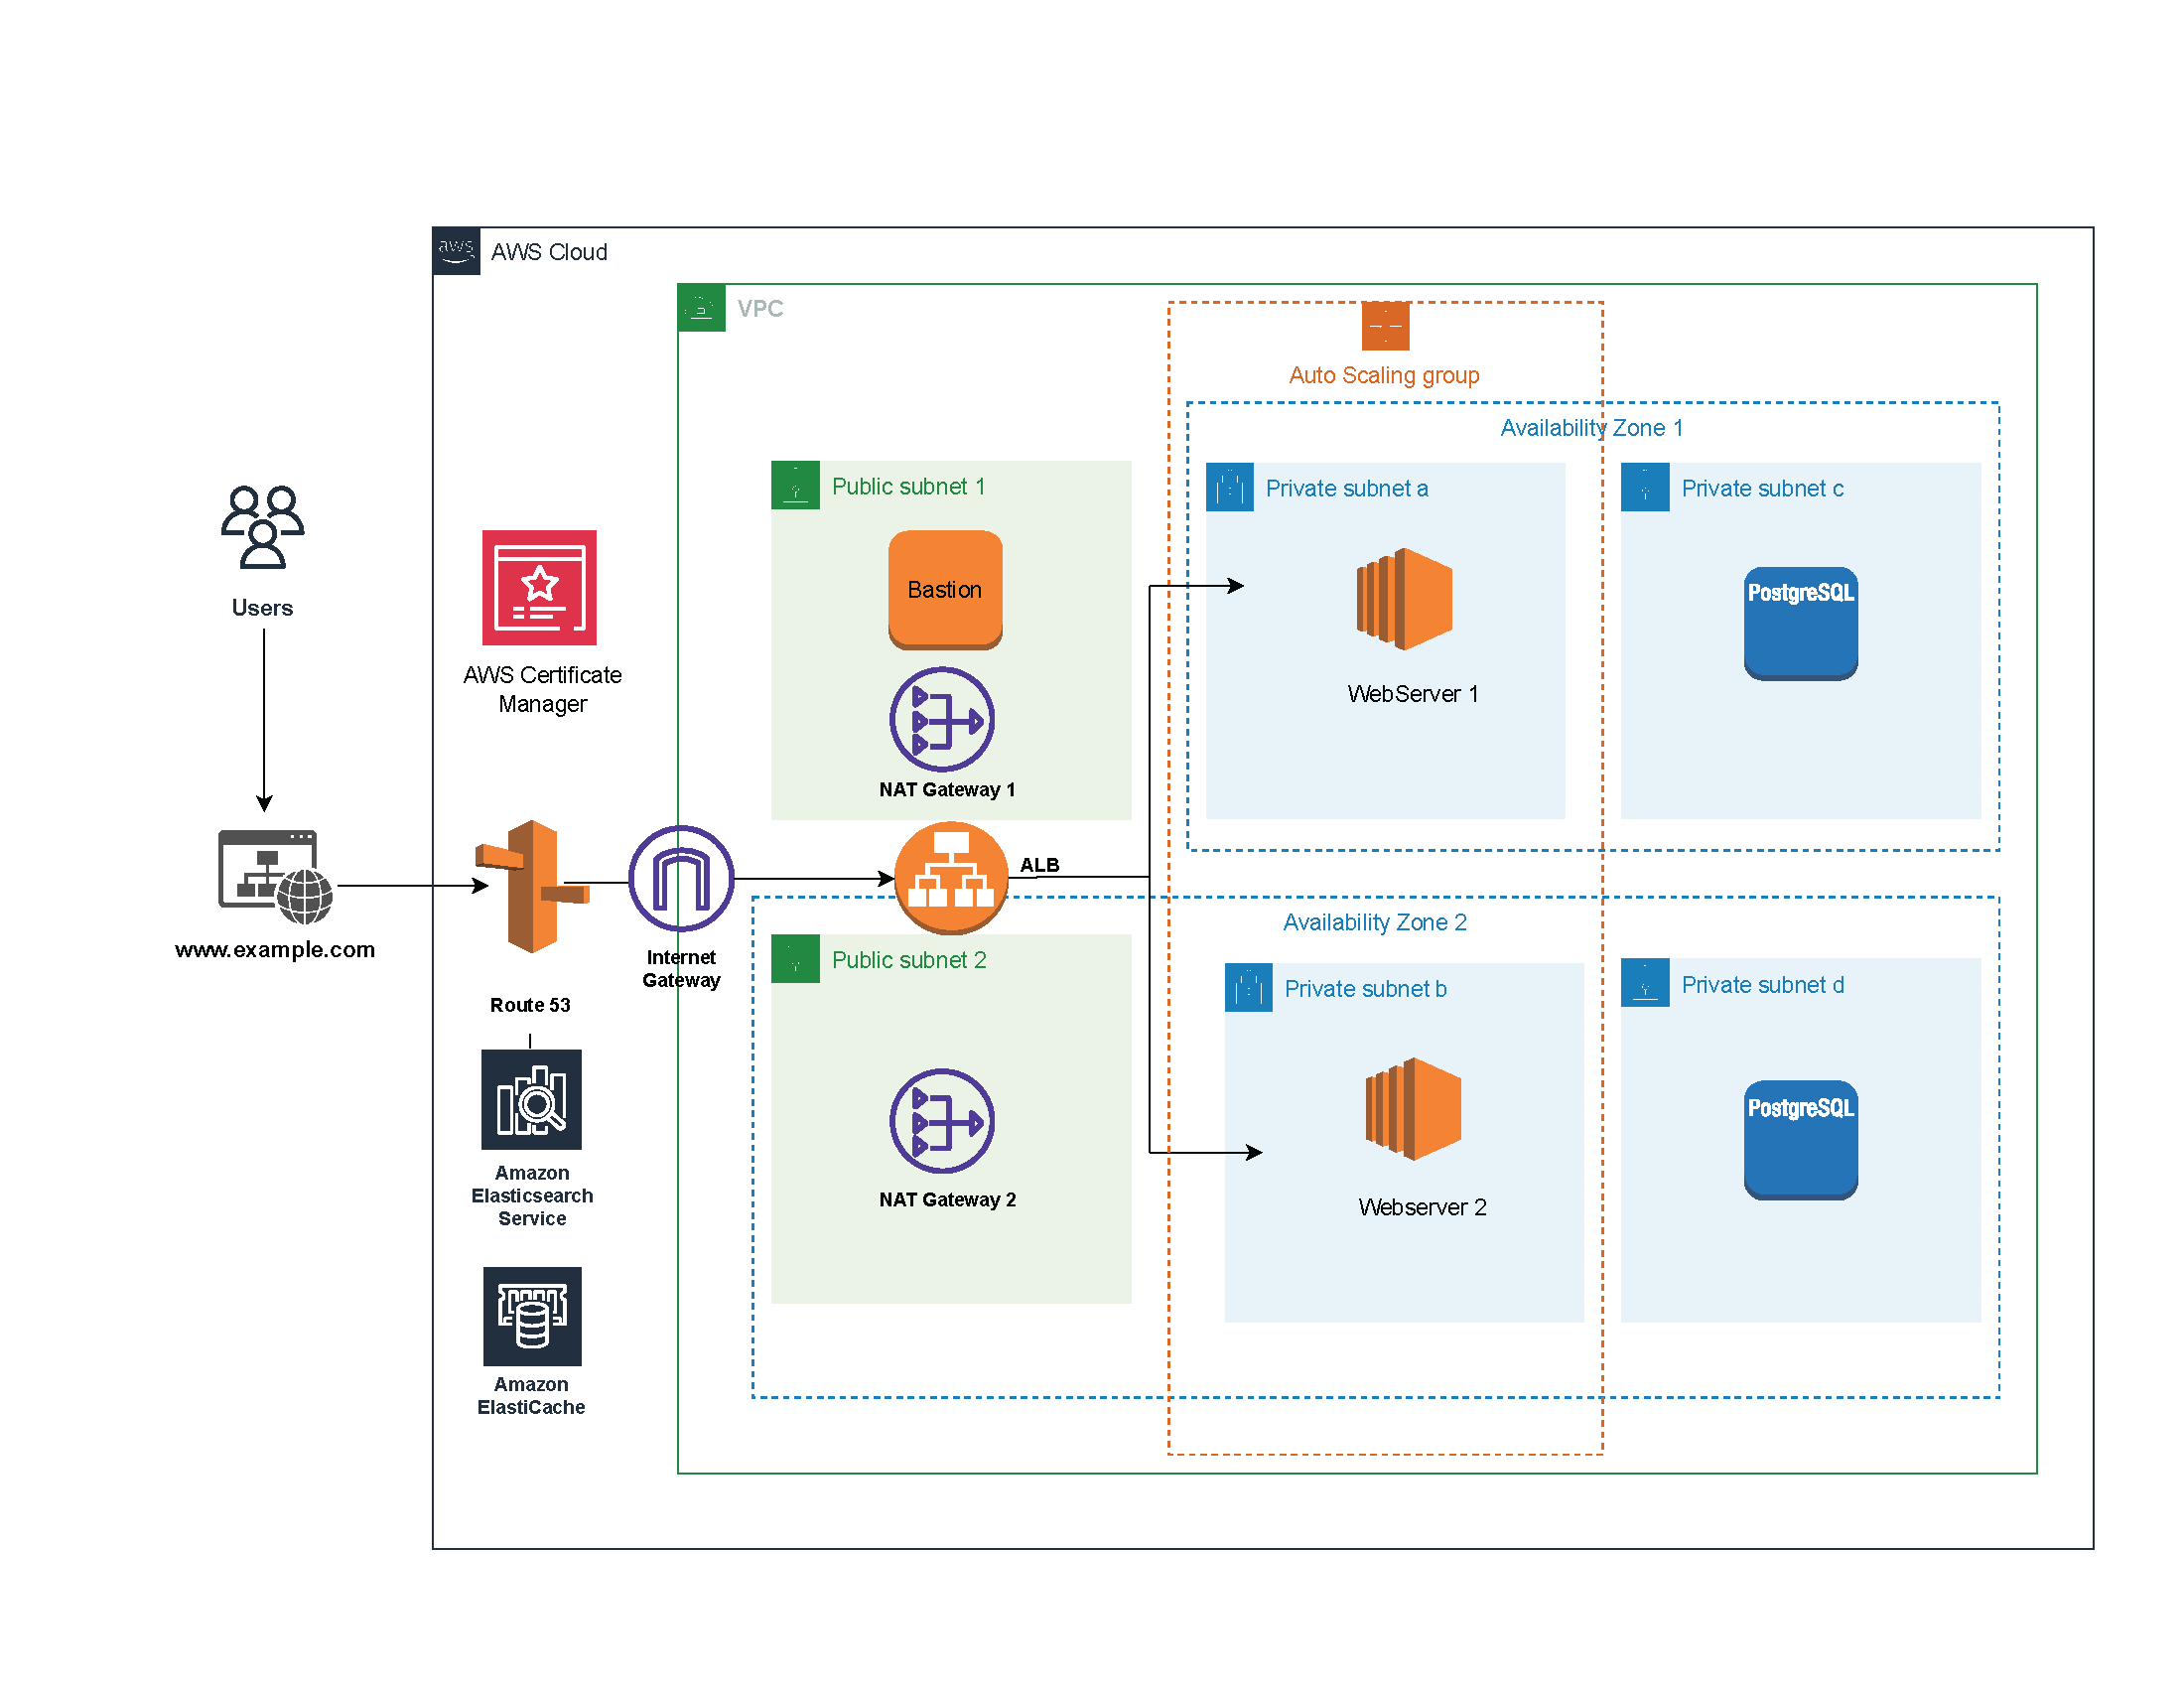 aws
AWS Cloud
VPC
Auto Scaling group
Availability Zone 1
Public subnet 1
Private subnet a
Private subnet c
Bastion
PostgreSQL
Users
AWS Certificate
Manager
WebServer 1
NAT Gateway 1
ALB
www.example.com
Internet
Gateway
Availability Zone 2
Public subnet 2
Private subnet b
Private subnet d
Route 53
PostgreSQL
Amazon
Elasticsearch
Service
NAT Gateway 2
Webserver 2
Amazon
ElastiCache